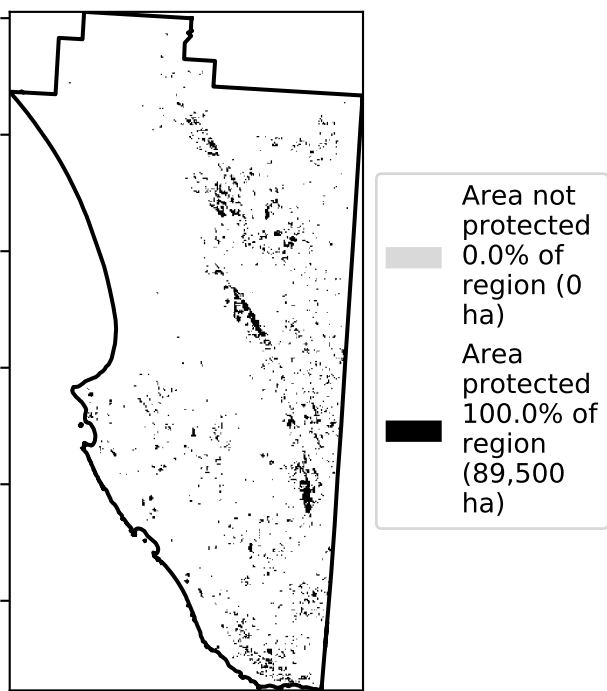 Area not
protected
0.0% of
region (0
ha)
Area
protected
100.0% of
region
(89,500
ha)